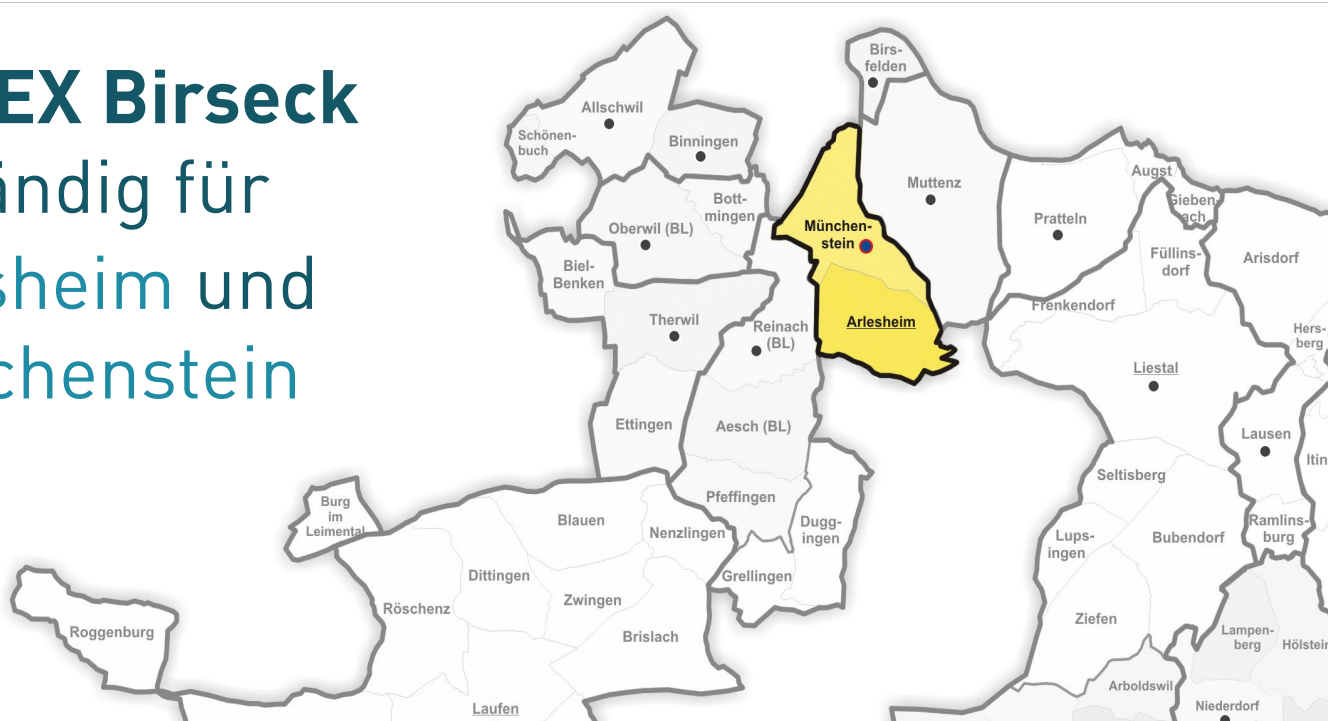 EX Birseck
ändig für
sheim und
chenstein
Birs-
felden
Allschwil
Schönen-
buch
Binningen
Muttenz
Augst
Gieben
ach
Pratteln
Bott-
mingen
Oberwil (BL)
München-
stein
Füllins-
dorf
Arisdorf
Biel-
Benken
Frenkendorf
Therwil
Reinach
(BL)
Arlesheim
Hers-
berg
Liestal
Ettingen
Aesch (BL)
Lausen
Itin
Seltisberg
Pfeffingen
Burg
im
Leimental
Blauen
Nenzlingen
Dugg-
ingen
Lups-
ingen
Bubendorf
Ramlins-
burg
Dittingen
Grellingen
Röschenz
Zwingen
Ziefen
Roggenburg
Brislach
Lampen-
berg
Hölstein
Arboldswil
Laufen
Niederdorf